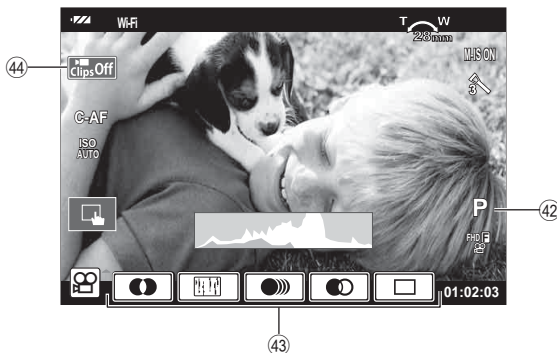 Wi-Fi
T W
28mm
44
Clips Off
M-IS ON
3
C-AF
ISO
AUTO
P
42
FHD F
01:02:03
43